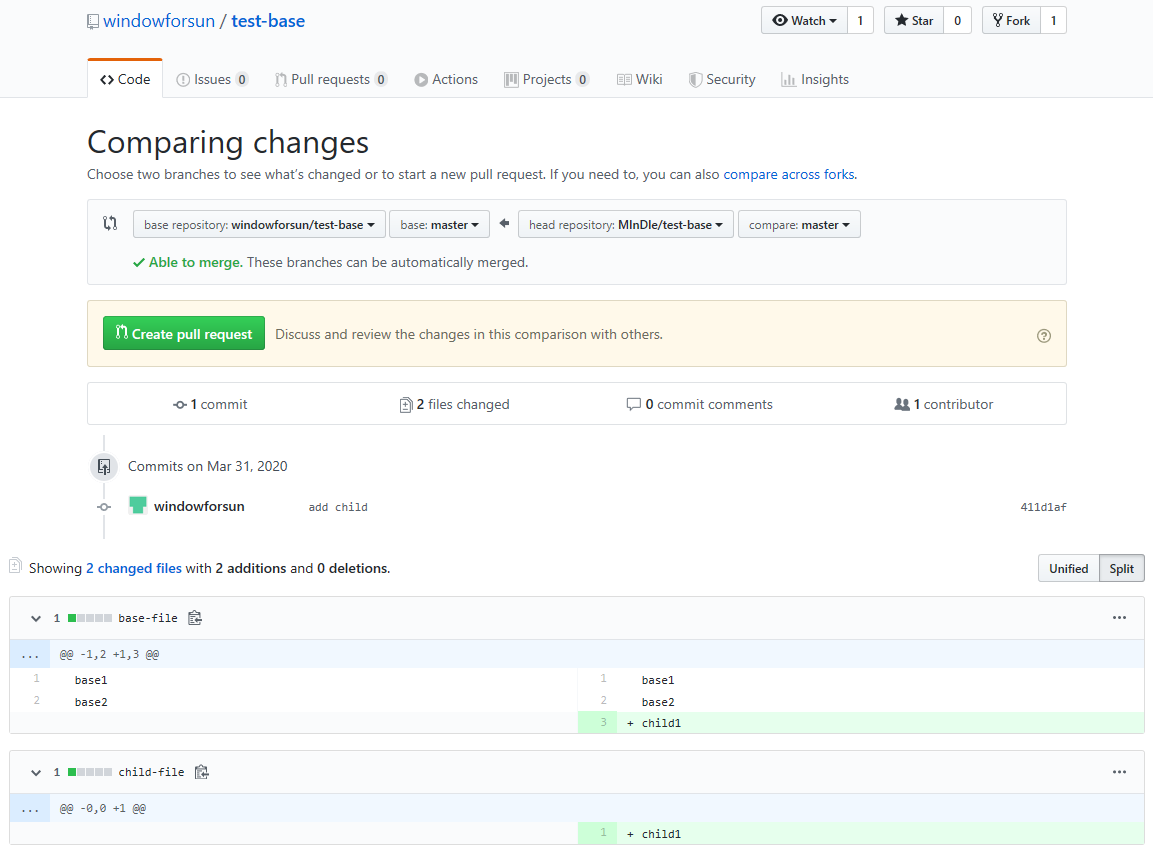 windowforsun / test-base
Watch 1 Star 0 Fork 1
Code Issues 0 Pull requests 0 Actions Projects 0 Wiki Security Insights
Comparing changes
Choose two branches to see what's changed or to start a new pull request. If you need to, you can also compare across forks.
base repository: windowforsun/test-base base: master head repository: MInDle/test-base compare: master
Able to merge. These branches can be automatically merged.
Create pull request Discuss and review the changes in this comparison with others.
1 commit 2 files changed 0 commit comments 1 contributor
Commits on Mar 31, 2020
windowforsun add child 411d1af
Showing 2 changed files with 2 additions and 0 deletions. Unified Split
1 base-file ...
... @@ -1,2 +1,3 @@
1 base1 1 base1
2 base2 2 base2
3 + child1
1 child-file ...
... @@ -0,0 +1 @@
1 + child1